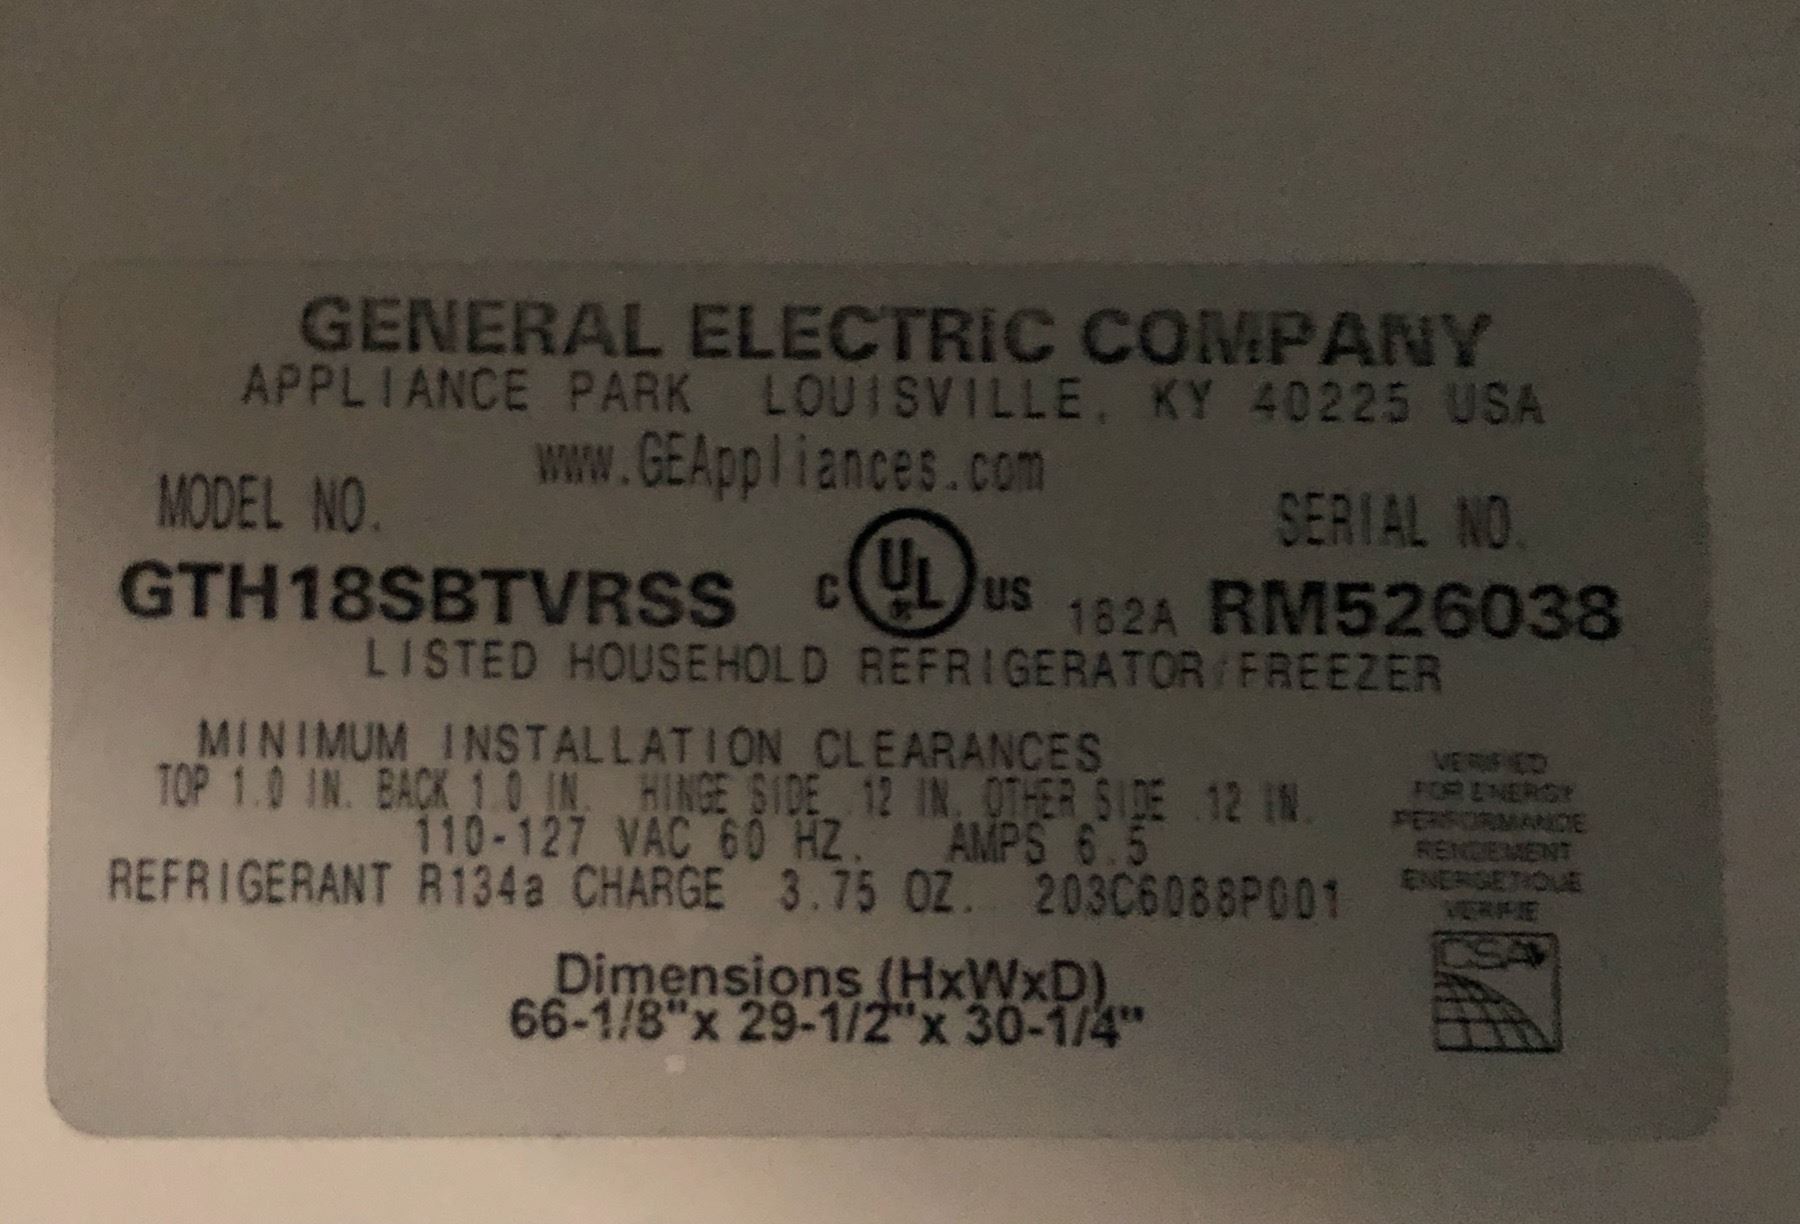 GENERAL ELECTRIC COMPANY
APPLIANCE PARK LOUISVILLE, KY 40225 USA
www.GEAppliances.com
MODEL NO.
SERIAL NO.
GTH18SBTVRSS C UL ® US 182A RM526038
LISTED HOUSEHOLD REFRIGERATOR/FREEZER
MINIMUM INSTALLATION CLEARANCES
TOP 1.0 IN. BACK 1.0 IN. HINGE SIDE .12 IN. OTHER SIDE .12 IN.
110-127 VAC 60 HZ. AMPS 6.5
REFRIGERANT R134a CHARGE 3.75 OZ. 203C6088P001
VERIFIED
FOR ENERGY
PERFORMANCE
RENDEMENT
ENERGETIQUE
VERIFIE
CSA
Dimensions (HxWxD)
66-1/8"x 29-1/2"x 30-1/4"